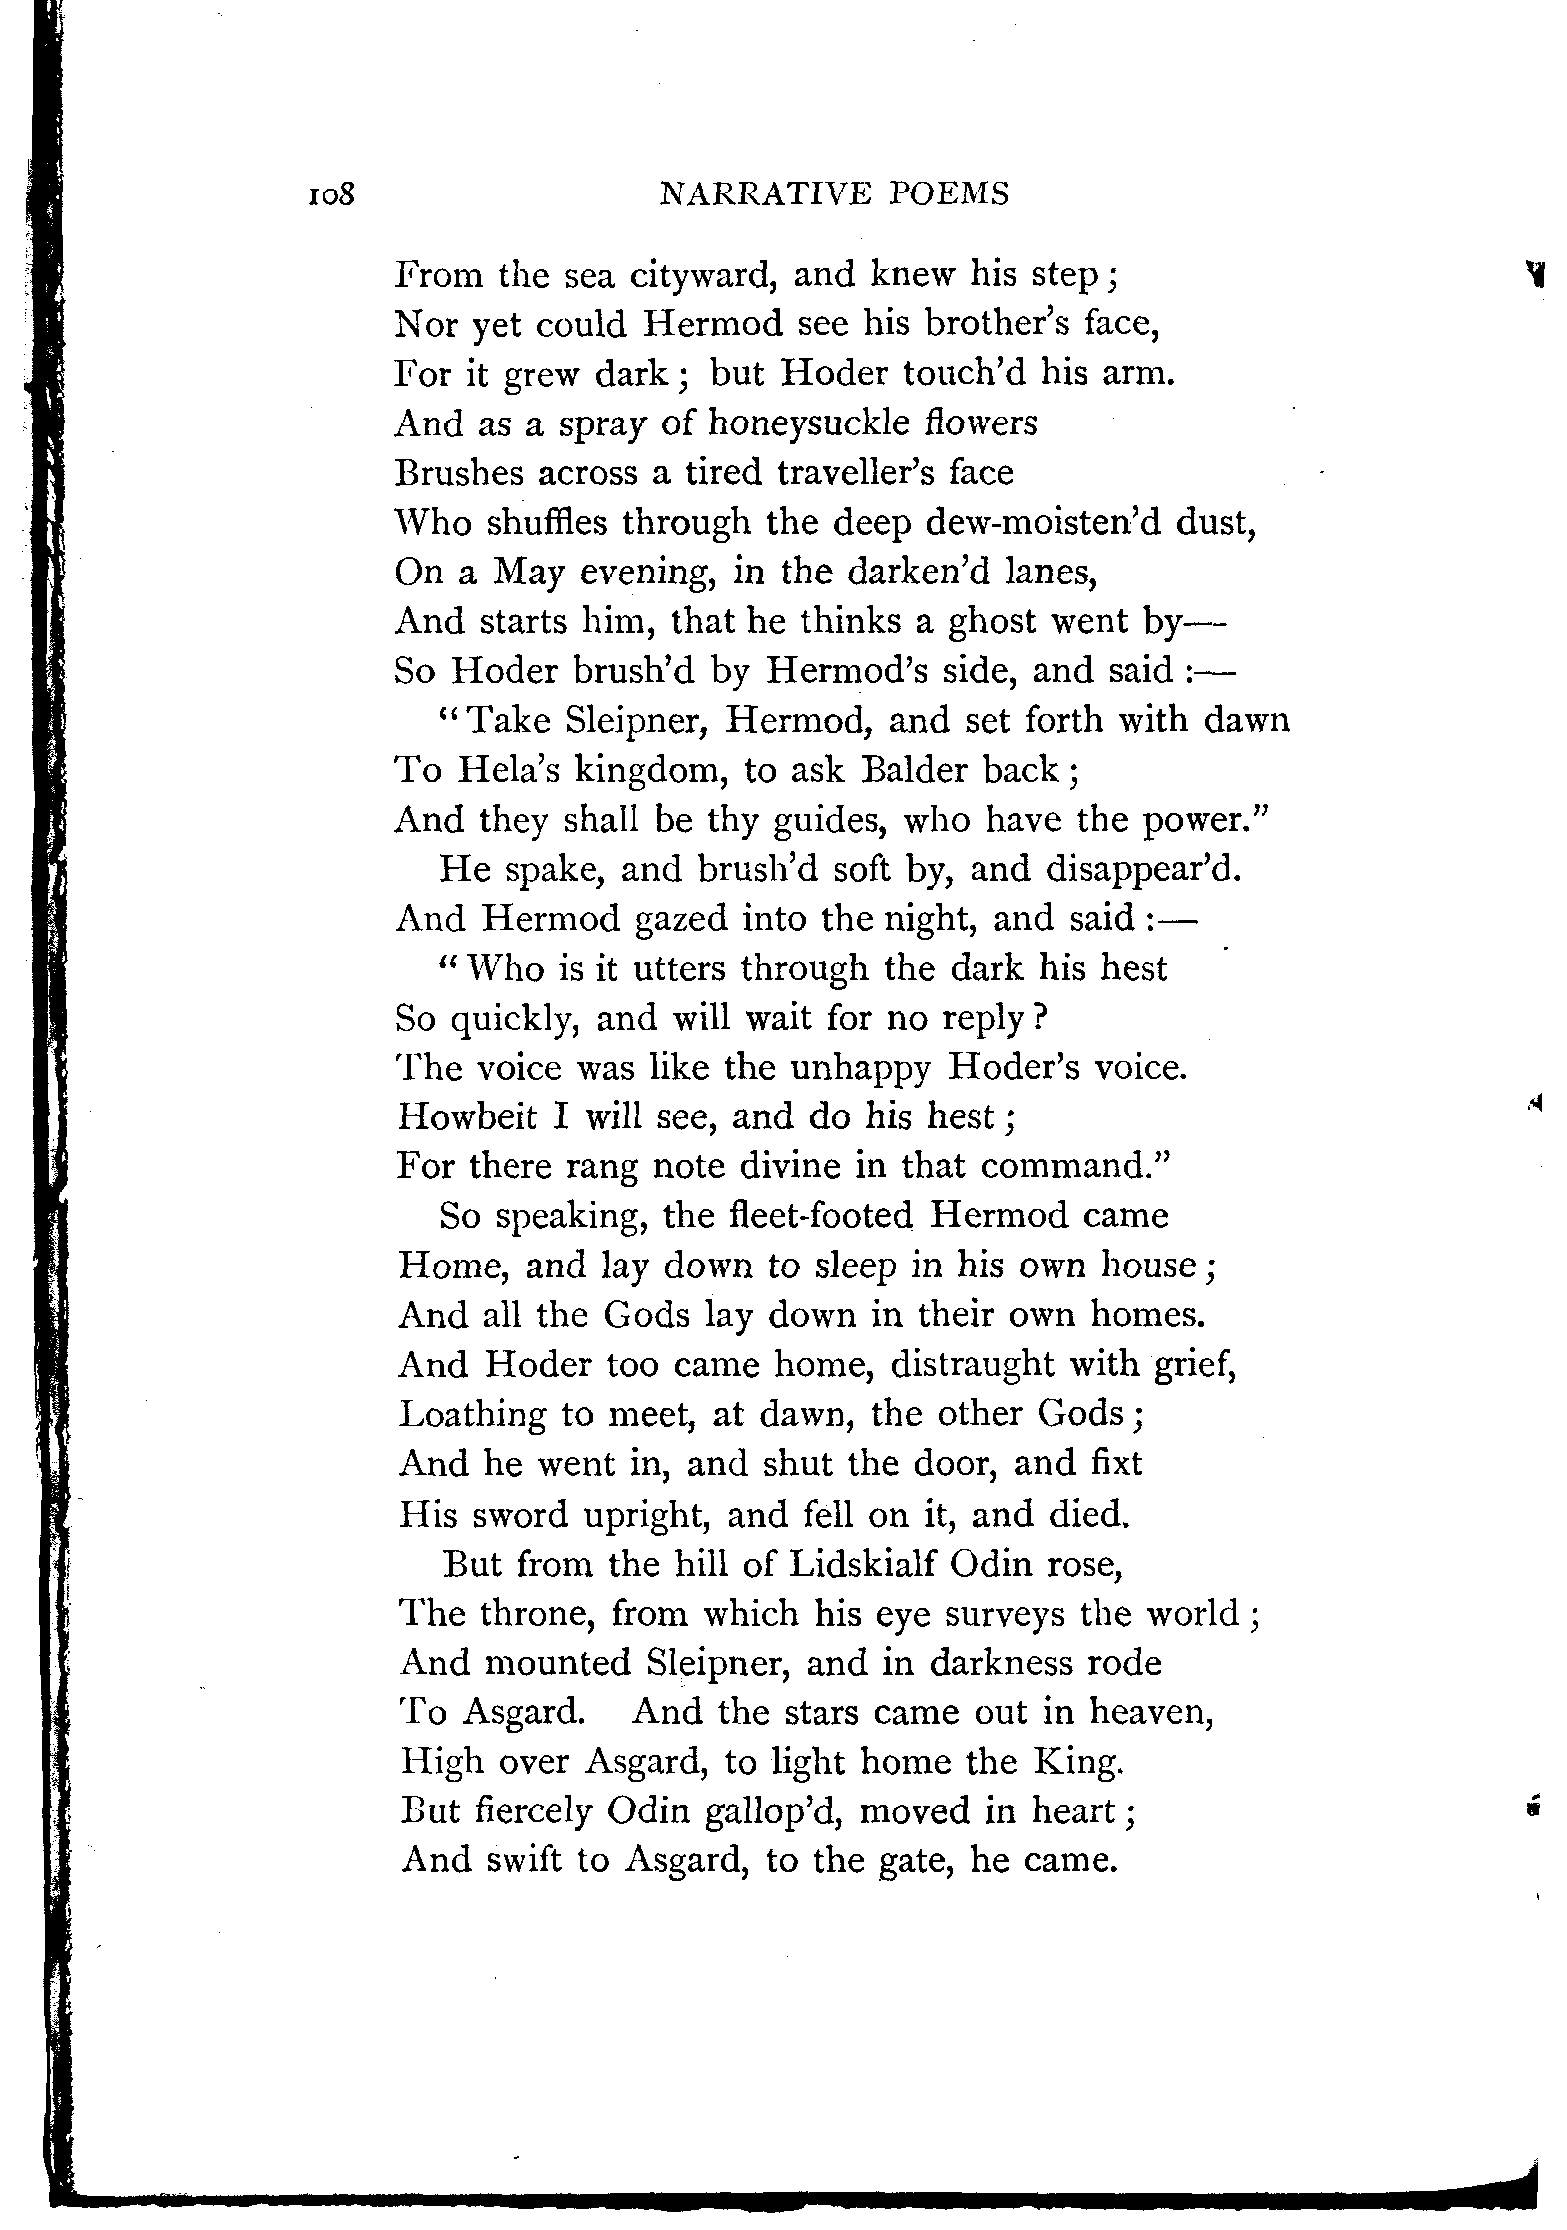 108 NARRATIVE POEMS
From the sea cityward, and knew his step;
Nor yet could Hermod see his brother's face,
For it grew dark; but Hoder touch'd his arm.
And as a spray of honeysuckle flowers
Brushes across a tired traveller's face
Who shuffles through the deep dew-moisten'd dust,
On a May evening, in the darken'd lanes,
And starts him, that he thinks a ghost went by—
So Hoder brush'd by Hermod's side, and said:—
"Take Sleipner, Hermod, and set forth with dawn
To Hela's kingdom, to ask Balder back;
And they shall be thy guides, who have the power."
He spake, and brush'd soft by, and disappear'd.
And Hermod gazed into the night, and said:—
"Who is it utters through the dark his hest
So quickly, and will wait for no reply?
The voice was like the unhappy Hoder's voice.
Howbeit I will see, and do his hest;
For there rang note divine in that command."
So speaking, the fleet-footed Hermod came
Home, and lay down to sleep in his own house;
And all the Gods lay down in their own homes.
And Hoder too came home, distraught with grief,
Loathing to meet, at dawn, the other Gods;
And he went in, and shut the door, and fixt
His sword upright, and fell on it, and died.
But from the hill of Lidskialf Odin rose,
The throne, from which his eye surveys the world;
And mounted Sleipner, and in darkness rode
To Asgard. And the stars came out in heaven,
High over Asgard, to light home the King.
But fiercely Odin gallop'd, moved in heart;
And swift to Asgard, to the gate, he came.